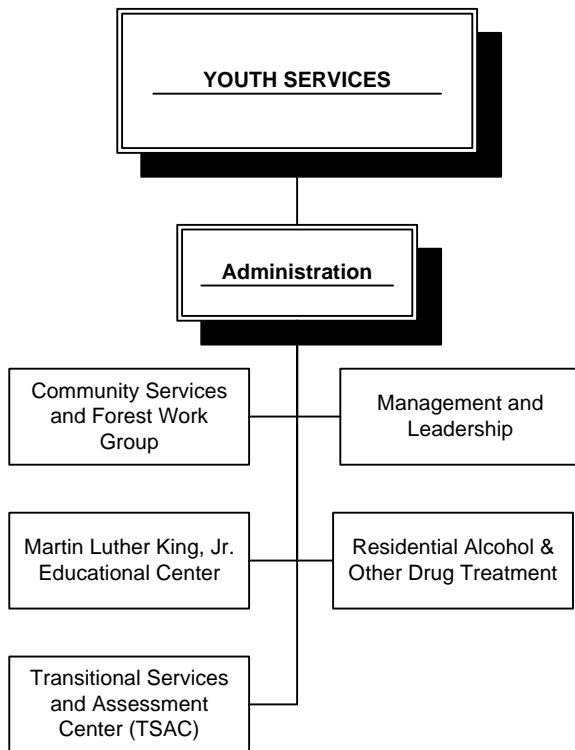 YOUTH SERVICES
Administration
Community Services
and Forest Work
Group
Management and
Leadership
Martin Luther King, Jr.
Educational Center
Residential Alcohol &
Other Drug Treatment
Transitional Services
and Assessment
Center (TSAC)